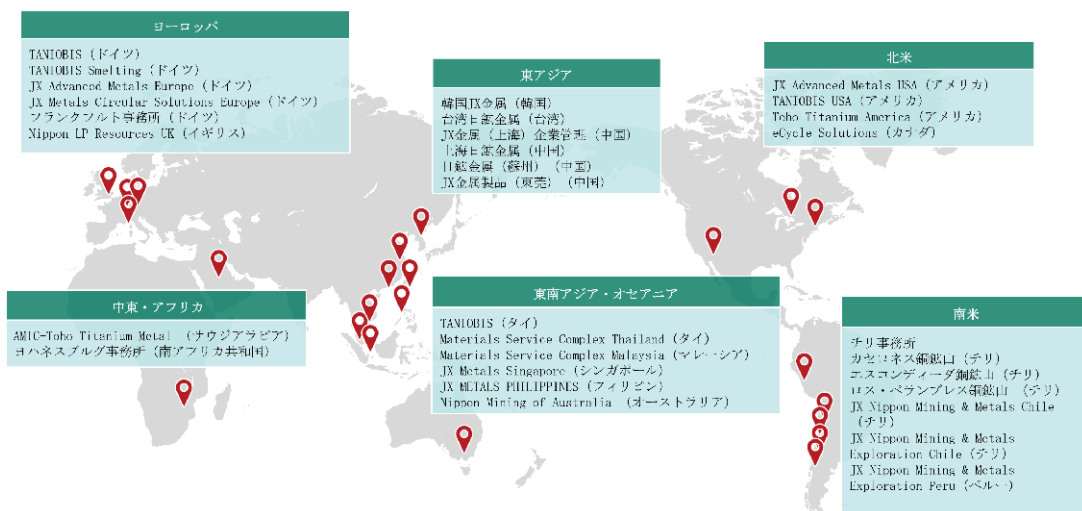 ヨーロッパ
TANIOBIS (ドイツ)
TANIOBIS Smelting (ドイツ)
JX Advanced Metals Europe (ドイツ)
JX Metals Circular Solutions Europe (ドイツ)
フランクフルト事務所 (ドイツ)
Nippon LP Resources UK (イギリス)
東アジア
韓国JX金属 (韓国)
台湾日鉱金属 (台湾)
JX金属 (上海) 企業管理 (中国)
上海日鉱金属 (中国)
日鉱金属 (蘇州) (中国)
JX金属製品 (東莞) (中国)
北米
JX Advanced Metals USA (アメリカ)
TANIOBIS USA (アメリカ)
Toho Titanium America (アメリカ)
eCycle Solutions (カナダ)
中東・アフリカ
AMIC-Toho Titanium Metal (サウジアラビア)
ヨハネスブルグ事務所 (南アフリカ共和国)
東南アジア・オセアニア
TANIOBIS (タイ)
Materials Service Complex Thailand (タイ)
Materials Service Complex Malaysia (マレーシア)
JX Metals Singapore (シンガポール)
JX METALS PHILIPPINES (フィリピン)
Nippon Mining of Australia (オーストラリア)
南米
チリ事務所
カセロネス銅鉱山 (チリ)
エスコンディーダ銅鉱山 (チリ)
ロス・ペランブレス銅鉱山 (チリ)
JX Nippon Mining & Metals Chile
(チリ)
JX Nippon Mining & Metals
Exploration Chile (チリ)
JX Nippon Mining & Metals
Exploration Peru (ペルー)